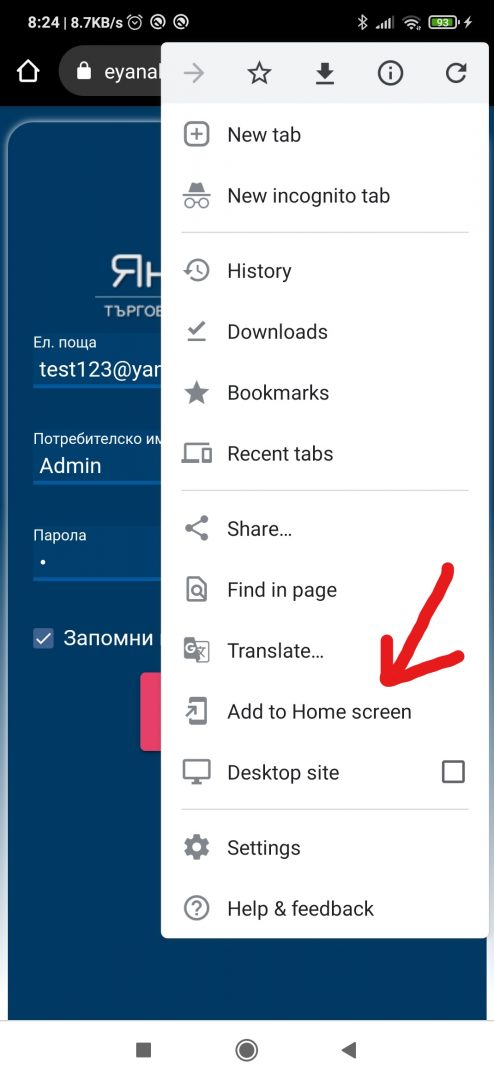 8:24 | 8.7KB/s
93
eyanal
New tab
New incognito tab
History
Downloads
Bookmarks
Recent tabs
Share...
Find in page
Translate...
Add to Home screen
Desktop site
Settings
Help & feedback
Ян
ТЪРГОВ
Ел. поща
test123@yan
Потребителско им
Admin
Парола
Запомни